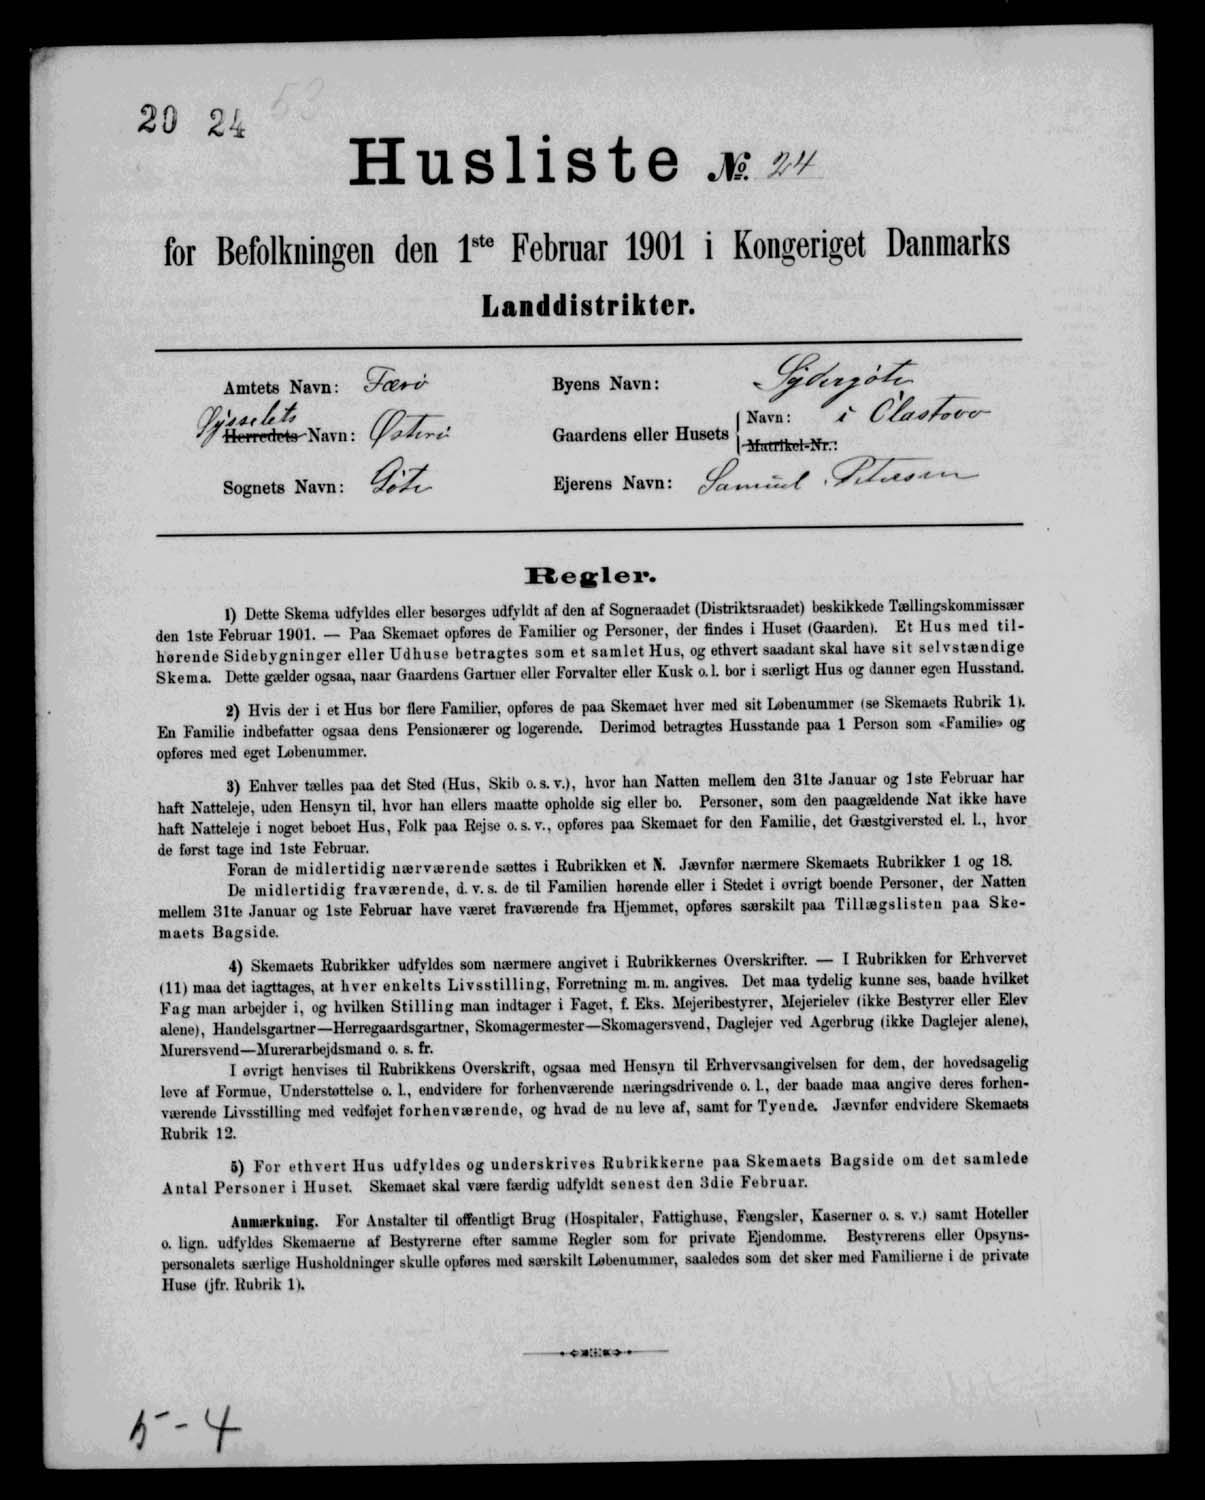 20 24 53
Husliste № 24
for Befolkningen den 1ste Februar 1901 i Kongeriget Danmarks
Landdistrikter.
Amtets Navn: Færö
Sysselets
Herredets Navn: Österö
Sognets Navn: Göte
Byens Navn: Sydergöte
Gaardens eller Husets Navn: i Ólastovo
Matrikel-Nr.:
Ejerens Navn: Samuel Petersen
Regler.
1) Dette Skema udfyldes eller besørges udfyldt af den af Sogneraadet (Distriktsraadet) beskikkede Tællingskommissær
den 1ste Februar 1901. — Paa Skemaet opføres de Familier og Personer, der findes i Huset (Gaarden). Et Hus med til-
hørende Sidebygninger eller Udhuse betragtes som et samlet Hus, og ethvert saadant skal have sit selvstændige
Skema. Dette gælder ogsaa, naar Gaardens Gartner eller Forvalter eller Kusk o. l. bor i særligt Hus og danner egen Husstand.
2) Hvis der i et Hus bor flere Familier, opføres de paa Skemaet hver med sit Løbenummer (se Skemaets Rubrik 1).
En Familie indbefatter ogsaa dens Pensionærer og logerende. Derimod betragtes Husstande paa 1 Person som «Familie» og
opføres med eget Løbenummer.
3) Enhver tælles paa det Sted (Hus, Skib o. s. v.), hvor han Natten mellem den 31te Januar og 1ste Februar har
haft Natteleje, uden Hensyn til, hvor han ellers maatte opholde sig eller bo. Personer, som den paagældende Nat ikke have
haft Natteleje i noget beboet Hus, Folk paa Rejse o. s. v., opføres paa Skemaet for den Familie, det Gæstgiversted el. l., hvor
de først tage ind 1ste Februar.
Foran de midlertidig nærværende sættes i Rubrikken et N. Jævnfør nærmere Skemaets Rubrikker 1 og 18.
De midlertidig fraværende, d. v. s. de til Familien hørende eller i Stedet i øvrigt boende Personer, der Natten
mellem 31te Januar og 1ste Februar have været fraværende fra Hjemmet, opføres særskilt paa Tillægslisten paa Ske-
maets Bagside.
4) Skemaets Rubrikker udfyldes som nærmere angivet i Rubrikkernes Overskrifter. — I Rubrikken for Erhvervet
(11) maa det iagttages, at hver enkelts Livsstilling, Forretning m. m. angives. Det maa tydelig kunne ses, baade hvilket
Fag man arbejder i, og hvilken Stilling man indtager i Faget, f. Eks. Mejeribestyrer, Mejerielev (ikke Bestyrer eller Elev
alene), Handelsgartner—Herregaardsgartner, Skomagermester—Skomagersvend, Daglejer ved Agerbrug (ikke Daglejer alene),
Murersvend—Murerarbejdsmand o. s. fr.
I øvrigt henvises til Rubrikkens Overskrift, ogsaa med Hensyn til Erhvervsangivelsen for dem, der hovedsagelig
leve af Formue, Understøttelse o. l., endvidere for forhenværende næringsdrivende o. l., der baade maa angive deres forhen-
værende Livsstilling med vedføjet forhenværende, og hvad de nu leve af, samt for Tyende. Jævnfør endvidere Skemaets
Rubrik 12.
5) For ethvert Hus udfyldes og underskrives Rubrikkerne paa Skemaets Bagside om det samlede
Antal Personer i Huset. Skemaet skal være færdig udfyldt senest den 3die Februar.
Anmærkning. For Anstalter til offentligt Brug (Hospitaler, Fattighuse, Fængsler, Kaserner o. s. v.) samt Hoteller
o. lign. udfyldes Skemaerne af Bestyrerne efter samme Regler som for private Ejendomme. Bestyrerens eller Opsyns-
personalets særlige Husholdninger skulle opføres med særskilt Løbenummer, saaledes som det sker med Familierne i de private
Huse (jfr. Rubrik 1).
5-4